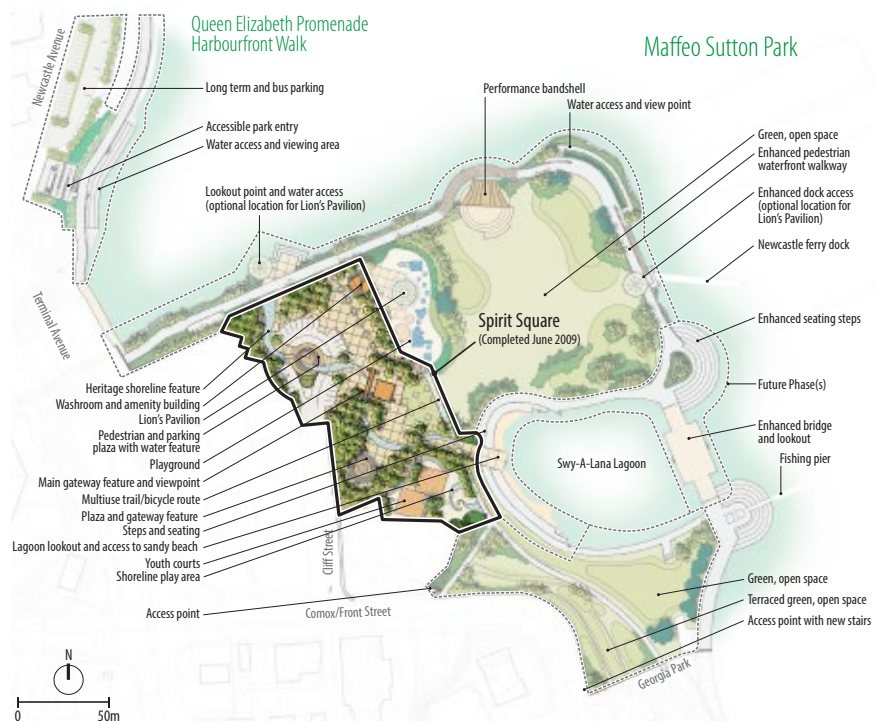 Queen Elizabeth Promenade
Harbourfront Walk
Maffeo Sutton Park
Newcastle Avenue
Long term and bus parking
Accessible park entry
Water access and viewing area
Lookout point and water access
(optional location for Lion's Pavilion)
Performance bandshell
Water access and view point
Green, open space
Enhanced pedestrian
waterfront walkway
Enhanced dock access
(optional location for
Lion's Pavilion)
Newcastle ferry dock
Terminal Avenue
Spirit Square
(Completed June 2009)
Enhanced seating steps
Future Phase(s)
Enhanced bridge
and lookout
Fishing pier
Swy-A-Lana Lagoon
Heritage shoreline feature
Washroom and amenity building
Lion's Pavilion
Pedestrian and parking
plaza with water feature
Playground
Main gateway feature and viewpoint
Multiuse trail/bicycle route
Plaza and gateway feature
Steps and seating
Lagoon lookout and access to sandy beach
Youth courts
Shoreline play area
Cliff Street
Access point
Comox/Front Street
Green, open space
Terraced green, open space
Access point with new stairs
Georgia Park
N
0 50m